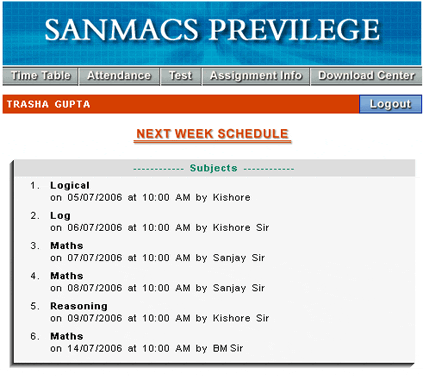 SANMACS PREVILEGE
Time Table Attendance Test Assignment Info Download Center
TRASHA GUPTA Logout
NEXT WEEK SCHEDULE
------------ Subjects ------------
1. Logical
on 05/07/2006 at 10:00 AM by Kishore
2. Log
on 06/07/2006 at 10:00 AM by Kishore Sir
3. Maths
on 07/07/2006 at 10:00 AM by Sanjay Sir
4. Maths
on 08/07/2006 at 10:00 AM by Sanjay Sir
5. Reasoning
on 09/07/2006 at 10:00 AM by Kishore Sir
6. Maths
on 14/07/2006 at 10:00 AM by BM Sir